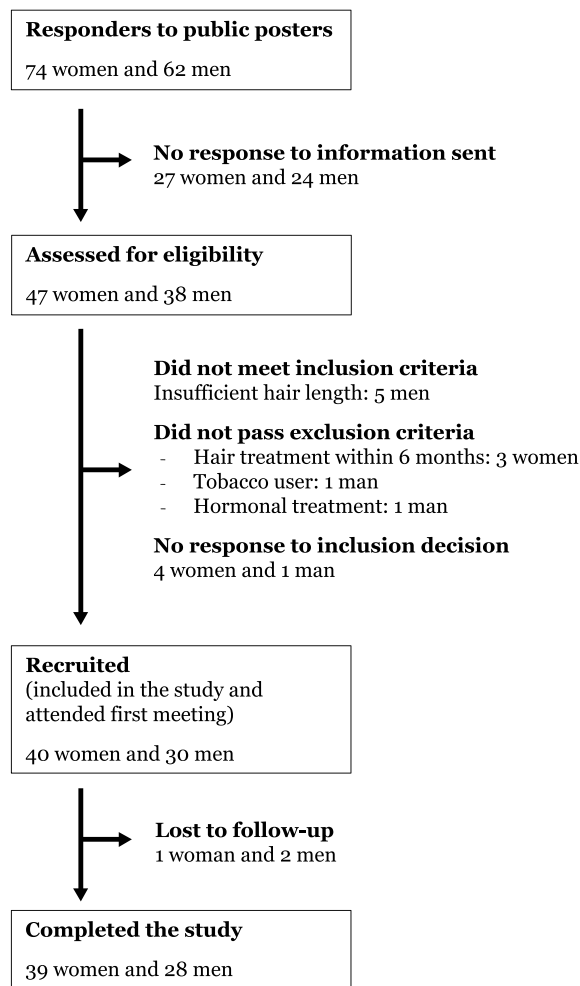 Responders to public posters
74 women and 62 men
No response to information sent
27 women and 24 men
Assessed for eligibility
47 women and 38 men
Did not meet inclusion criteria
Insufficient hair length: 5 men
Did not pass exclusion criteria
- Hair treatment within 6 months: 3 women
- Tobacco user: 1 man
- Hormonal treatment: 1 man
No response to inclusion decision
4 women and 1 man
Recruited
(included in the study and
attended first meeting)
40 women and 30 men
Lost to follow-up
1 woman and 2 men
Completed the study
39 women and 28 men